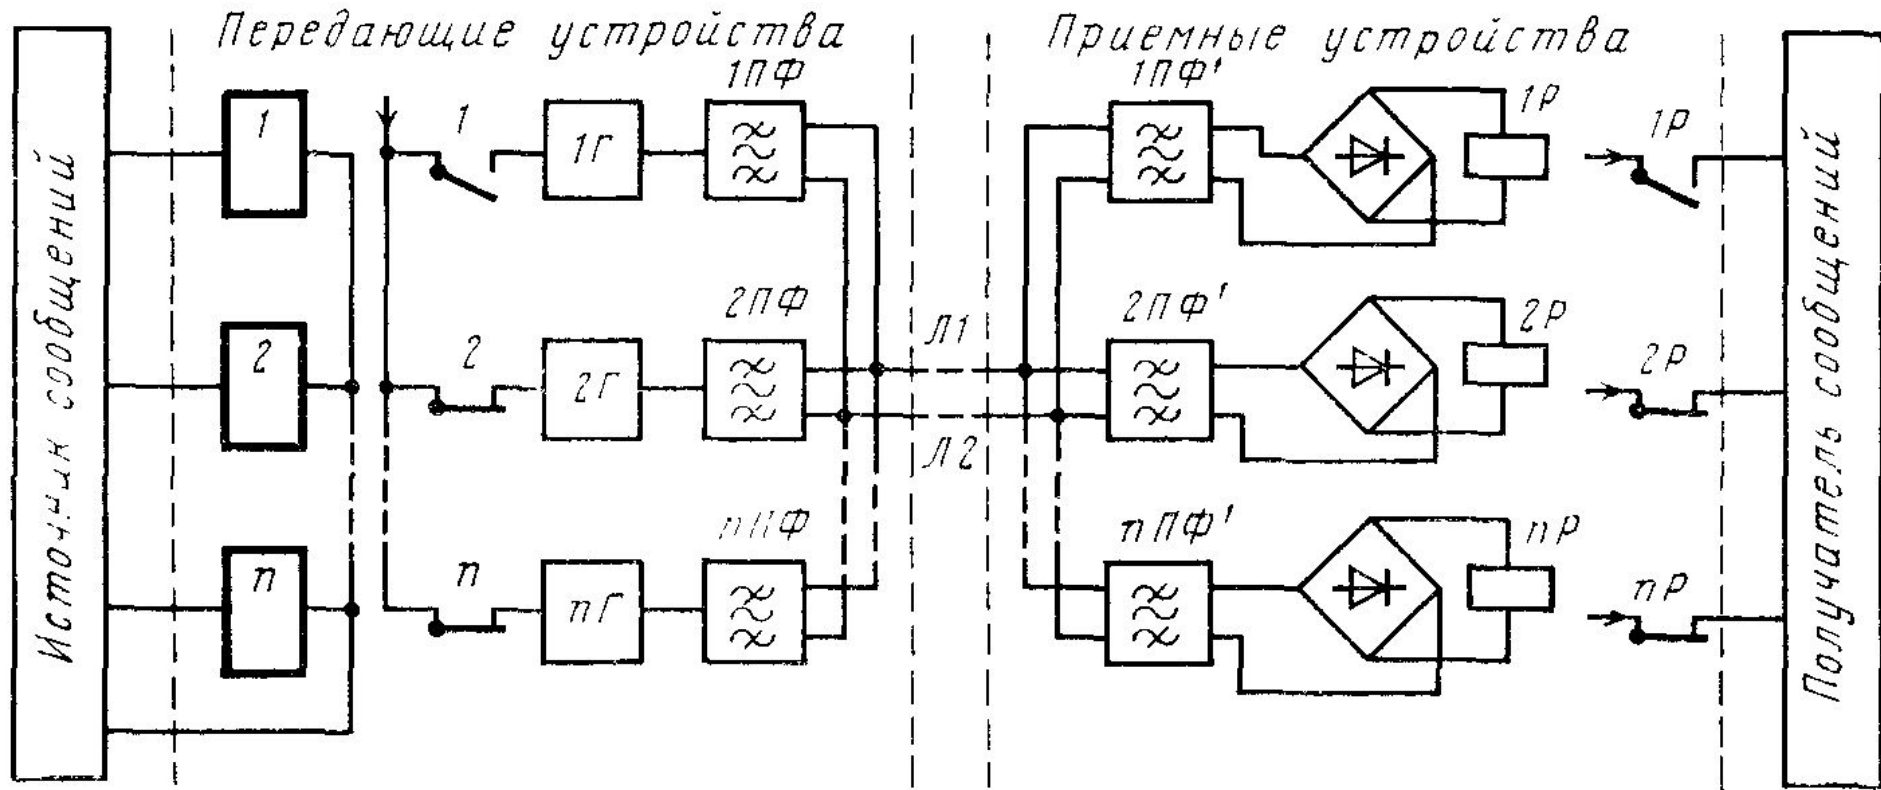 Передающие устройства
Приемные устройства
Источник сообщений
1
2
n
1
2
n
1Г
2Г
nГ
1ПФ
2ПФ
nПФ
Л1
Л2
1ПФ'
2ПФ'
nПФ'
1Р
2Р
nР
1Р
2Р
nР
Получатель сообщений